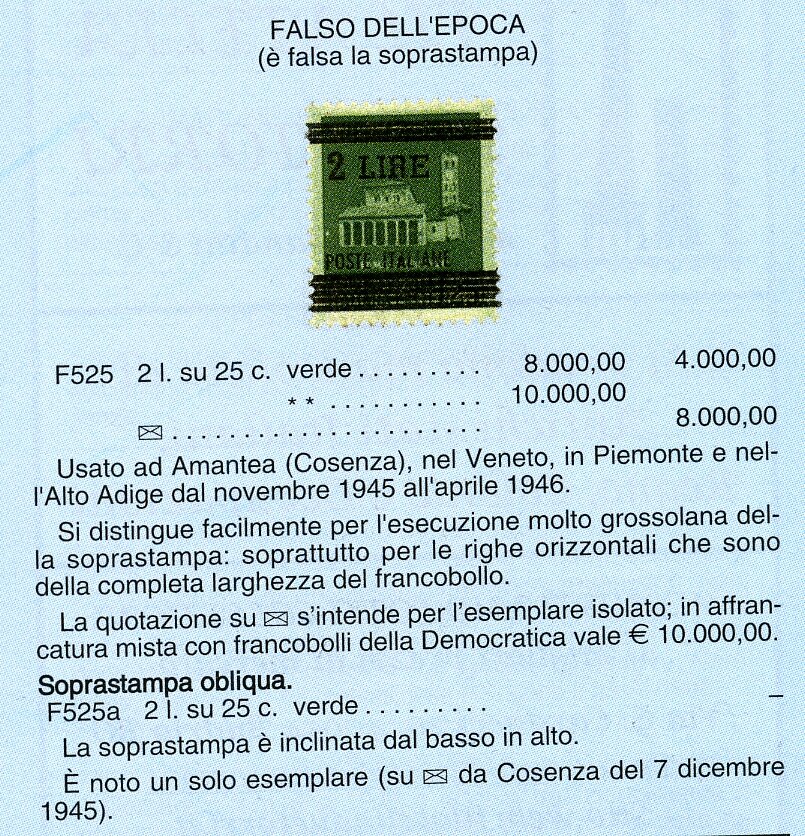 FALSO DELL'EPOCA
(è falsa la soprastampa)
2 LIRE
POSTE ITALIANE
F525 2 l. su 25 c. verde . . . . . . . . . 8.000,00 4.000,00
* * . . . . . . . . . . . 10.000,00
✉ . . . . . . . . . . . . . . . . . . . . . . 8.000,00
Usato ad Amantea (Cosenza), nel Veneto, in Piemonte e nel-
l'Alto Adige dal novembre 1945 all'aprile 1946.
Si distingue facilmente per l'esecuzione molto grossolana del-
la soprastampa: soprattutto per le righe orizzontali che sono
della completa larghezza del francobollo.
La quotazione su ✉ s'intende per l'esemplare isolato; in affran-
catura mista con francobolli della Democratica vale € 10.000,00.
Soprastampa obliqua.
F525a 2 l. su 25 c. verde . . . . . . . . . –
La soprastampa è inclinata dal basso in alto.
È noto un solo esemplare (su ✉ da Cosenza del 7 dicembre
1945).